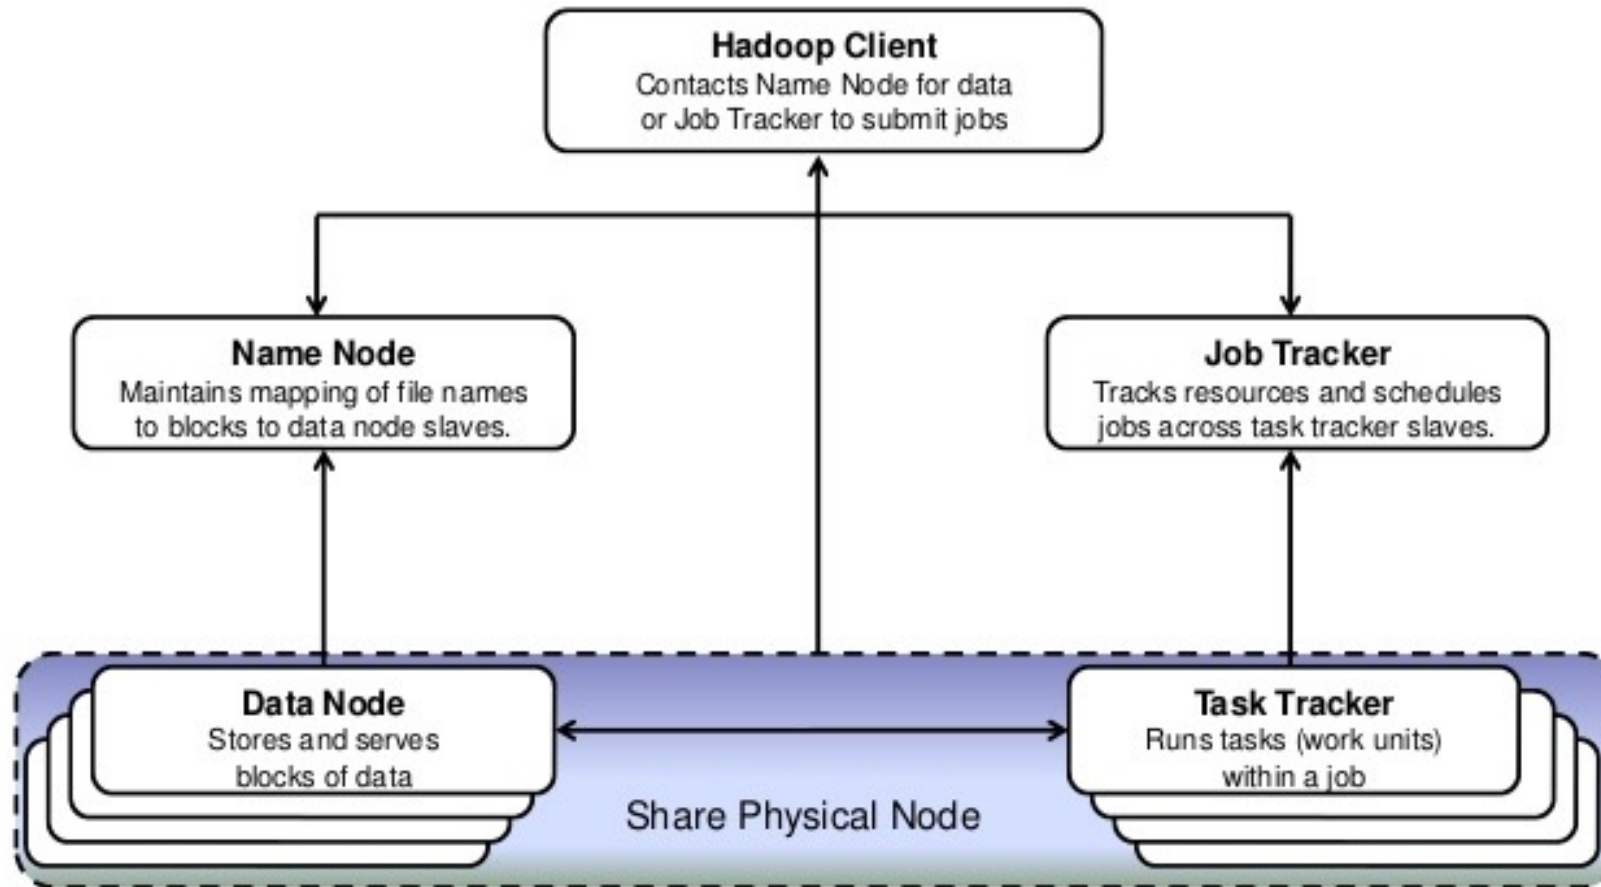 Hadoop Client
Contacts Name Node for data
or Job Tracker to submit jobs
Name Node
Maintains mapping of file names
to blocks to data node slaves.
Job Tracker
Tracks resources and schedules
jobs across task tracker slaves.
Data Node
Stores and serves
blocks of data
Task Tracker
Runs tasks (work units)
within a job
Share Physical Node